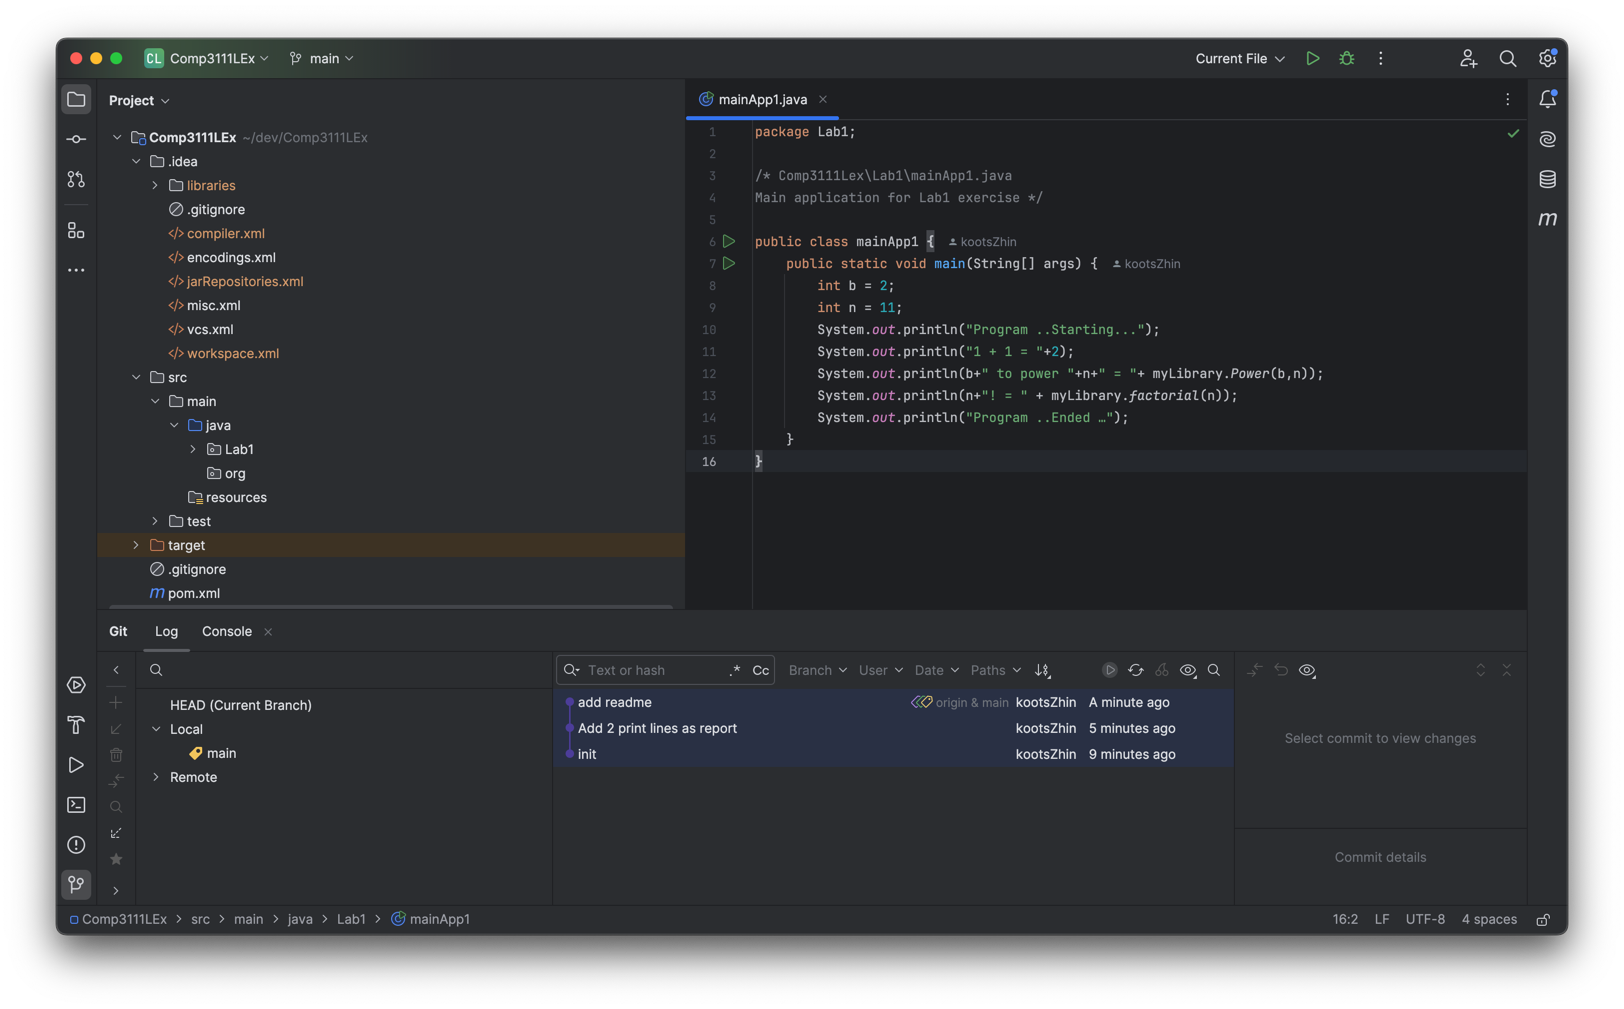 CL Comp3111LEx main Current File
Project
mainApp1.java
Comp3111LEx ~/dev/Comp3111LEx
.idea
libraries
.gitignore
</> compiler.xml
</> encodings.xml
</> jarRepositories.xml
</> misc.xml
</> vcs.xml
</> workspace.xml
src
main
java
Lab1
org
resources
test
target
.gitignore
m pom.xml
1 package Lab1;
2
3 /* Comp3111Lex\Lab1\mainApp1.java
4 Main application for Lab1 exercise */
5
6 public class mainApp1 { kootsZhin
7 public static void main(String[] args) { kootsZhin
8 int b = 2;
9 int n = 11;
10 System.out.println("Program ..Starting...");
11 System.out.println("1 + 1 = "+2);
12 System.out.println(b+" to power "+n+" = "+ myLibrary.Power(b,n));
13 System.out.println(n+"! = " + myLibrary.factorial(n));
14 System.out.println("Program ..Ended …");
15 }
16 }
m
Git Log Console
HEAD (Current Branch)
Local
main
Remote
Text or hash .* Cc Branch User Date Paths
add readme origin & main kootsZhin A minute ago
Add 2 print lines as report kootsZhin 5 minutes ago
init kootsZhin 9 minutes ago
Select commit to view changes
Commit details
Comp3111LEx > src > main > java > Lab1 > mainApp1 16:2 LF UTF-8 4 spaces